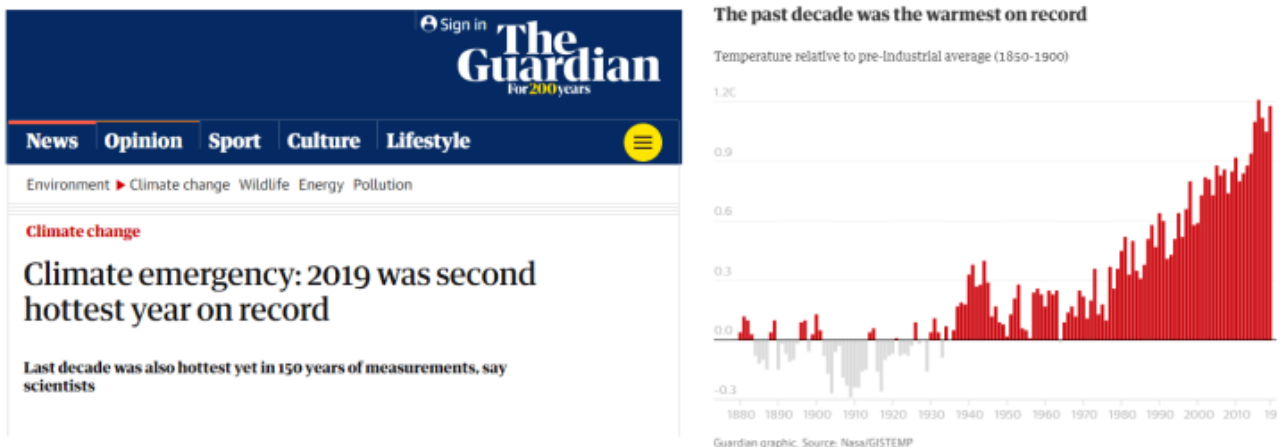 Sign in
The
Guardian
For 200 years
News Opinion Sport Culture Lifestyle
Environment Climate change Wildlife Energy Pollution
Climate change
Climate emergency: 2019 was second
hottest year on record
Last decade was also hottest yet in 150 years of measurements, say
scientists
The past decade was the warmest on record
Temperature relative to pre-industrial average (1850-1900)
1.2C
0.9
0.6
0.3
0.0
-0.3
1880 1890 1900 1910 1920 1930 1940 1950 1960 1970 1980 1990 2000 2010 19
Guardian graphic. Source: Nasa/GISTEMP